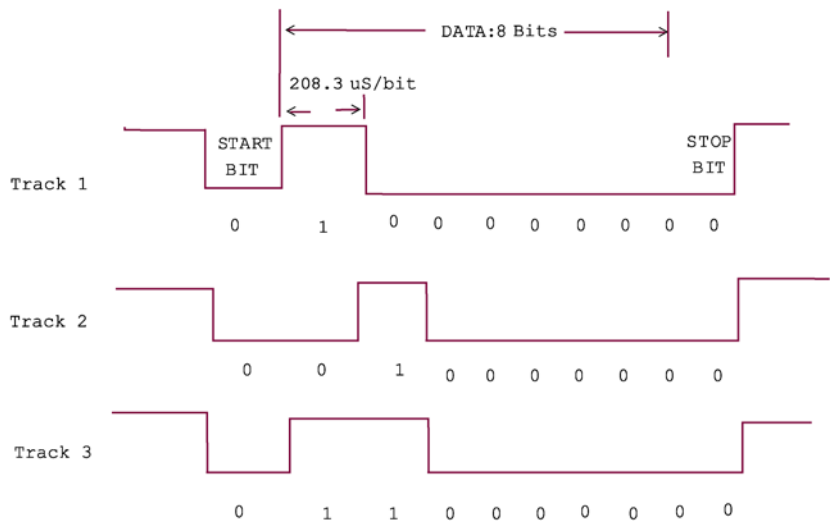 DATA:8 Bits
208.3 uS/bit
START
BIT
STOP
BIT
Track 1
0 1 0 0 0 0 0 0 0 0
Track 2
0 0 1 0 0 0 0 0 0 0
Track 3
0 1 1 0 0 0 0 0 0 0